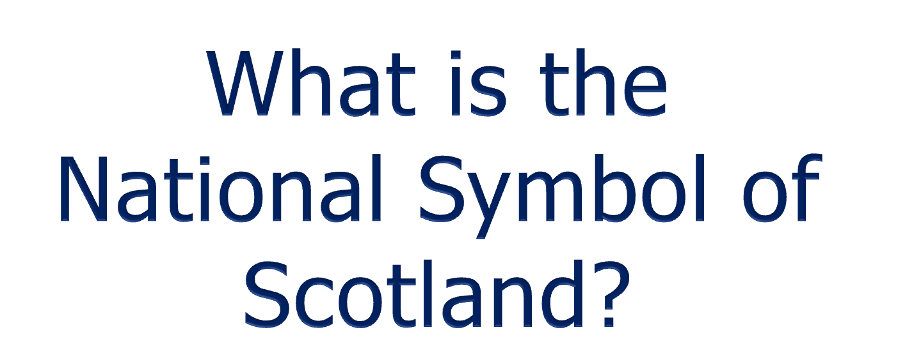 What is the
National Symbol of
Scotland?